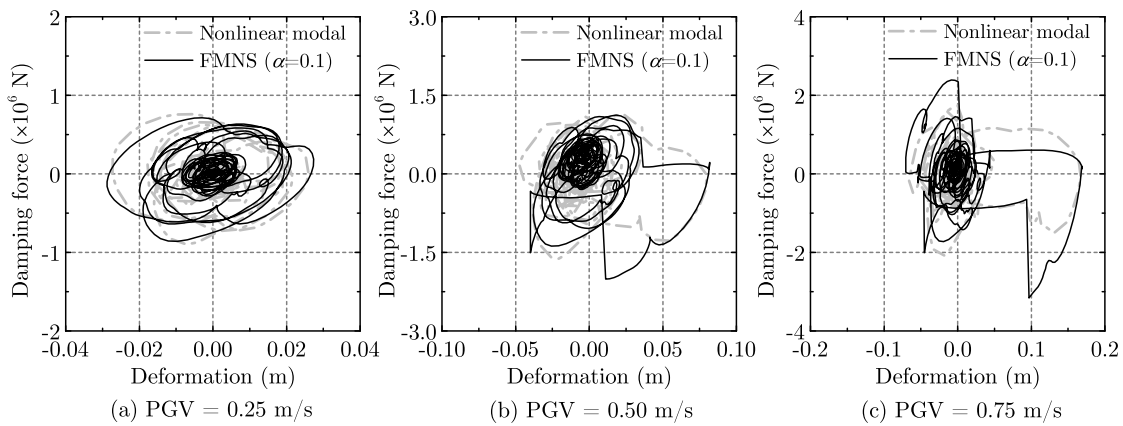 2
1
0
-1
-2
-0.04
-0.02
0.00
0.02
0.04
Damping force (×10⁶ N)
Deformation (m)
Nonlinear modal
FMNS (α=0.1)
(a) PGV = 0.25 m/s
3.0
1.5
0.0
-1.5
-3.0
-0.10
-0.05
0.00
0.05
0.10
Damping force (×10⁶ N)
Deformation (m)
Nonlinear modal
FMNS (α=0.1)
(b) PGV = 0.50 m/s
4
2
0
-2
-4
-0.2
-0.1
0.0
0.1
0.2
Damping force (×10⁶ N)
Deformation (m)
Nonlinear modal
FMNS (α=0.1)
(c) PGV = 0.75 m/s